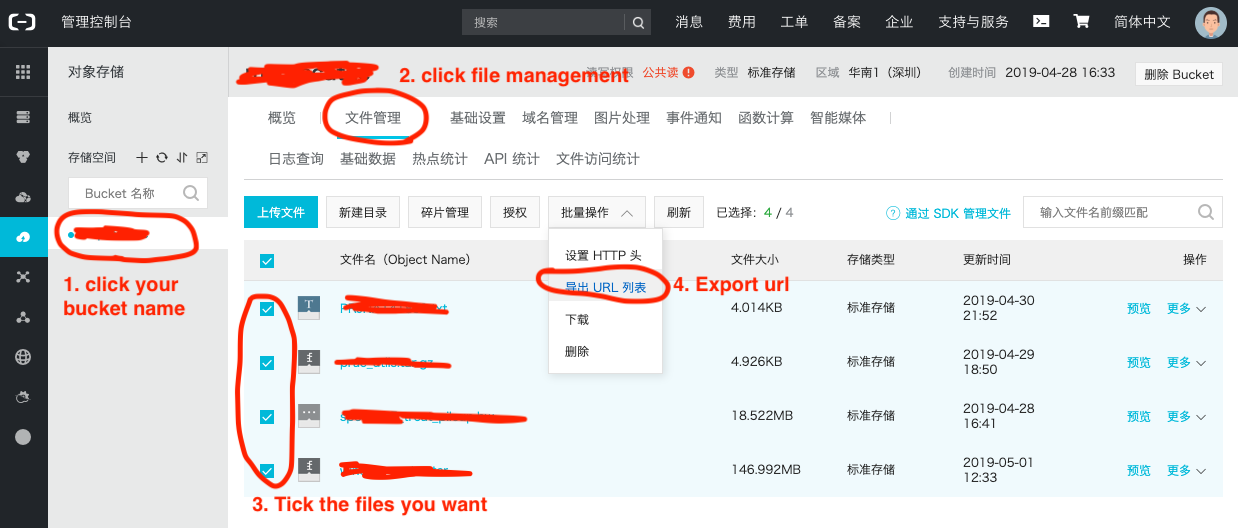 管理控制台
搜索
消息 费用 工单 备案 企业 支持与服务 简体中文
对象存储
2. click file management
公共读
类型 标准存储 区域 华南1（深圳） 创建时间 2019-04-28 16:33 删除 Bucket
概览
概览 文件管理 基础设置 域名管理 图片处理 事件通知 函数计算 智能媒体
存储空间
日志查询 基础数据 热点统计 API 统计 文件访问统计
Bucket 名称
上传文件 新建目录 碎片管理 授权 批量操作 刷新 已选择：4 / 4 通过 SDK 管理文件 输入文件名前缀匹配
1. click your
bucket name
文件名（Object Name） 文件大小 存储类型 更新时间 操作
设置 HTTP 头
导出 URL 列表
下载
删除
4. Export url
4.014KB 标准存储 2019-04-30
21:52 预览 更多
4.926KB 标准存储 2019-04-29
18:50 预览 更多
18.522MB 标准存储 2019-04-28
16:41 预览 更多
146.992MB 标准存储 2019-05-01
12:33 预览 更多
3. Tick the files you want